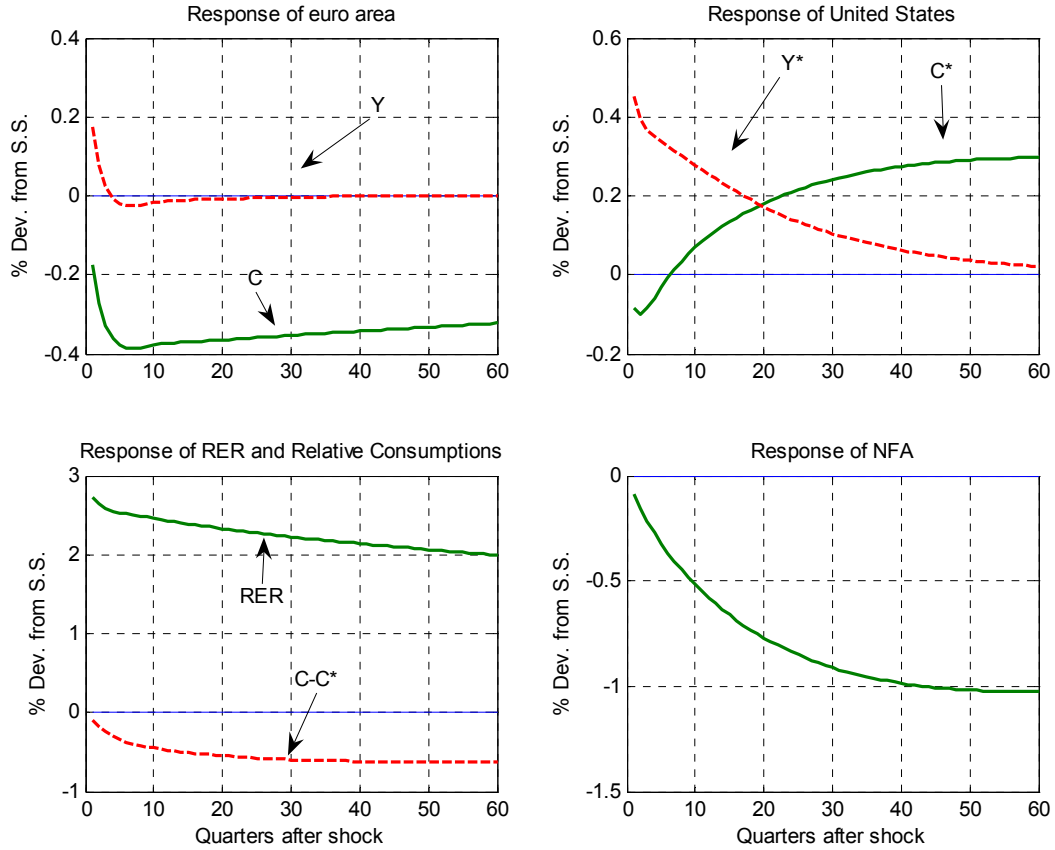 Response of euro area
% Dev. from S.S.
0.4
0.2
0
-0.2
-0.4
Y
C
0 10 20 30 40 50 60
Response of United States
% Dev. from S.S.
0.6
0.4
0.2
0
-0.2
Y*
C*
0 10 20 30 40 50 60
Response of RER and Relative Consumptions
% Dev. from S.S.
3
2
1
0
-1
RER
C-C*
0 10 20 30 40 50 60
Quarters after shock
Response of NFA
% Dev. from S.S.
0
-0.5
-1
-1.5
0 10 20 30 40 50 60
Quarters after shock